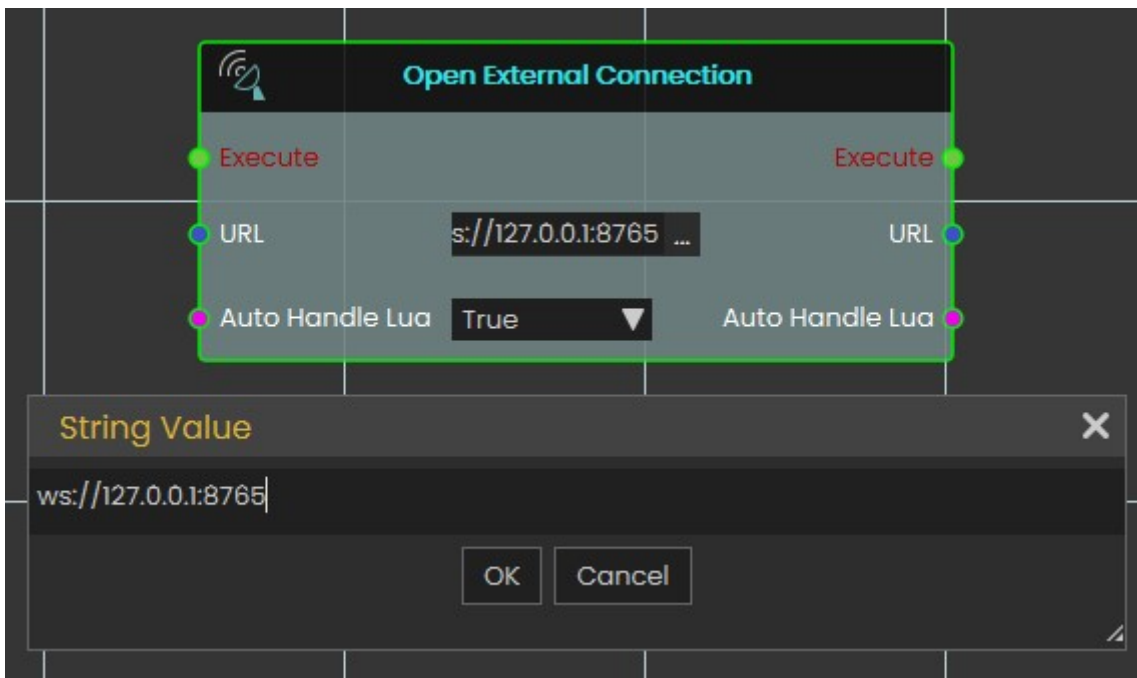 Open External Connection
Execute Execute
URL s://127.0.0.1:8765 ... URL
Auto Handle Lua True Auto Handle Lua
String Value
ws://127.0.0.1:8765
OK Cancel